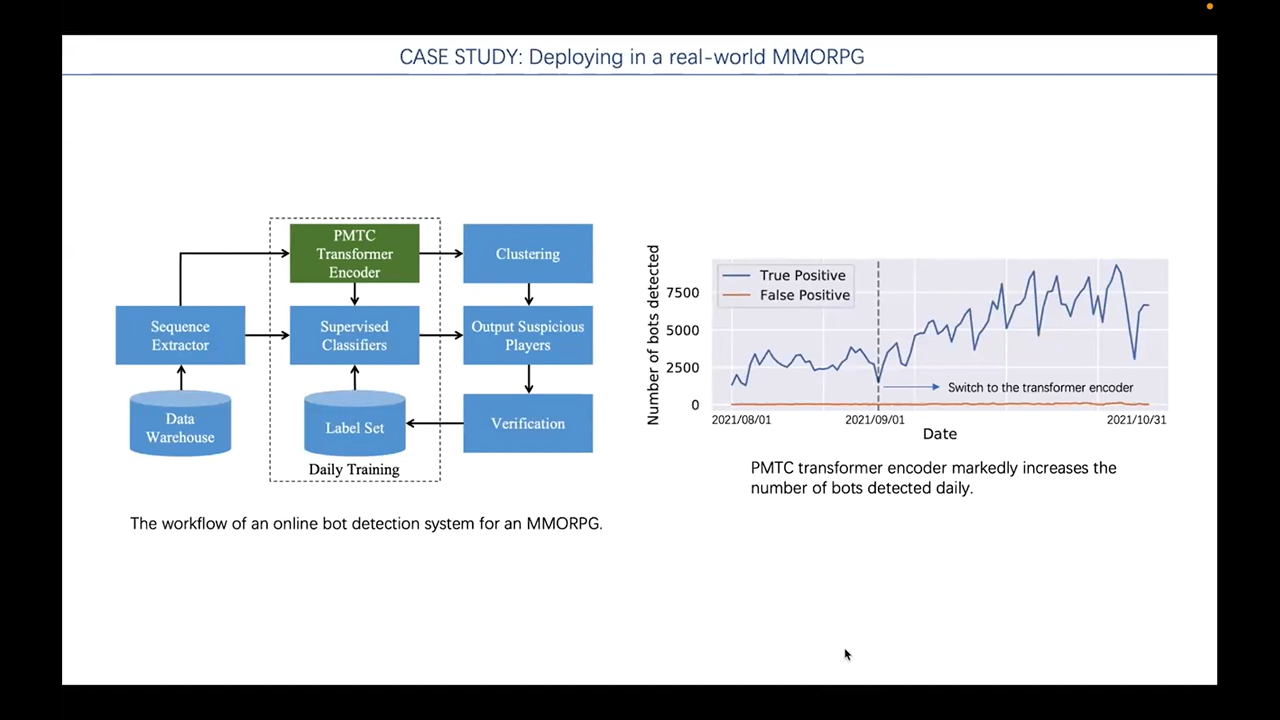 CASE STUDY: Deploying in a real-world MMORPG
PMTC
Transformer
Encoder
Clustering
Sequence
Extractor
Supervised
Classifiers
Output Suspicious
Players
Data
Warehouse
Label Set
Verification
Daily Training
The workflow of an online bot detection system for an MMORPG.
Number of bots detected
True Positive
False Positive
7500
5000
2500
0
Switch to the transformer encoder
2021/08/01
2021/09/01
2021/10/31
Date
PMTC transformer encoder markedly increases the
number of bots detected daily.